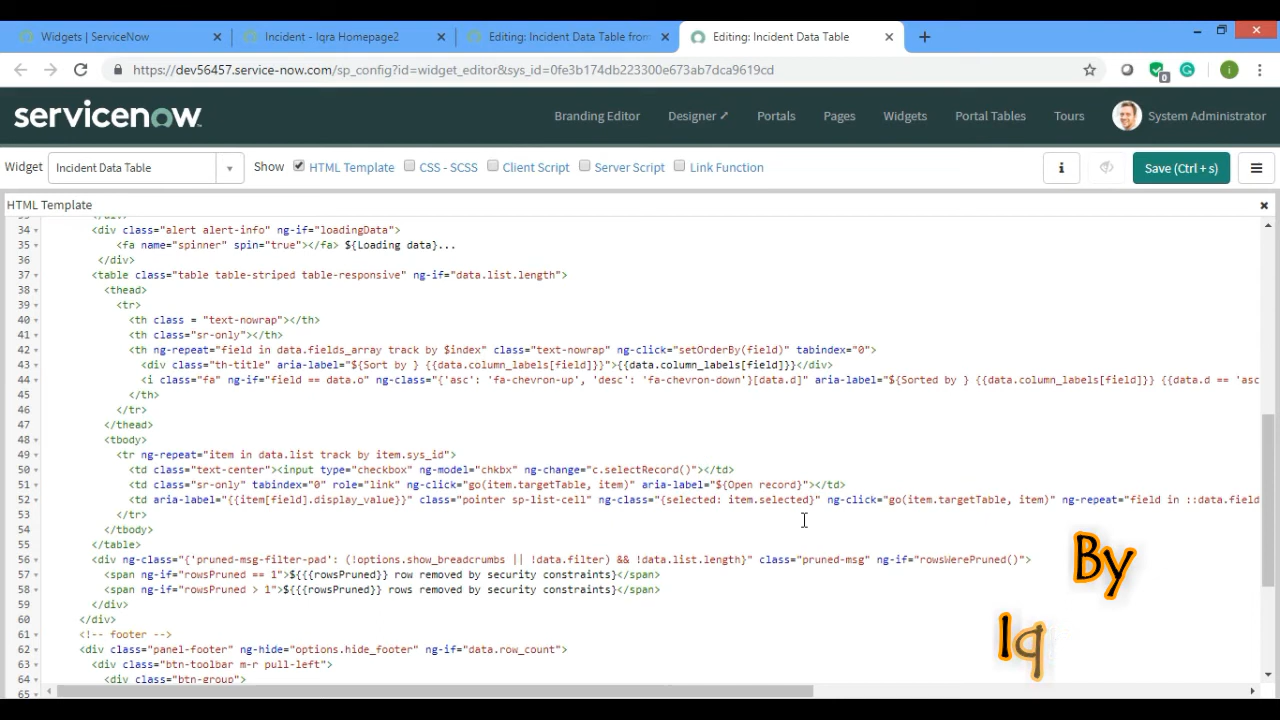 Widgets | ServiceNow
Incident - Iqra Homepage2
Editing: Incident Data Table from
Editing: Incident Data Table
https://dev56457.service-now.com/sp_config?id=widget_editor&sys_id=0fe3b174db223300e673ab7dca9619cd
0
i
servicenow
Branding Editor
Designer
Portals
Pages
Widgets
Portal Tables
Tours
System Administrator
Widget
Incident Data Table
Show
HTML Template
CSS - SCSS
Client Script
Server Script
Link Function
Save (Ctrl + s)
HTML Template
33 </div>
34 <div class="alert alert-info" ng-if="loadingData">
35 <fa name="spinner" spin="true"></fa> ${Loading data}...
36 </div>
37 <table class="table table-striped table-responsive" ng-if="data.list.length">
38 <thead>
39 <tr>
40 <th class = "text-nowrap"></th>
41 <th class="sr-only"></th>
42 <th ng-repeat="field in data.fields_array track by $index" class="text-nowrap" ng-click="setOrderBy(field)" tabindex="0">
43 <div class="th-title" aria-label="${Sort by } {{data.column_labels[field]}}">{{data.column_labels[field]}}</div>
44 <i class="fa" ng-if="field == data.o" ng-class="{'asc': 'fa-chevron-up', 'desc': 'fa-chevron-down'}[data.d]" aria-label="${Sorted by } {{data.column_labels[field]}} {{data.d == 'asc
45 </th>
46 </tr>
47 </thead>
48 <tbody>
49 <tr ng-repeat="item in data.list track by item.sys_id">
50 <td class="text-center"><input type="checkbox" ng-model="chkbx" ng-change="c.selectRecord()"></td>
51 <td class="sr-only" tabindex="0" role="link" ng-click="go(item.targetTable, item)" aria-label="${Open record}"></td>
52 <td aria-label="{{item[field].display_value}}" class="pointer sp-list-cell" ng-class="{selected: item.selected}" ng-click="go(item.targetTable, item)" ng-repeat="field in ::data.field
53 </tr>
54 </tbody>
55 </table>
56 <div ng-class="{'pruned-msg-filter-pad': (!options.show_breadcrumbs || !data.filter) && !data.list.length}" class="pruned-msg" ng-if="rowsWerePruned()">
57 <span ng-if="rowsPruned == 1">${{{rowsPruned}} row removed by security constraints}</span>
58 <span ng-if="rowsPruned > 1">${{{rowsPruned}} rows removed by security constraints}</span>
59 </div>
60 </div>
61 <!-- footer -->
62 <div class="panel-footer" ng-hide="options.hide_footer" ng-if="data.row_count">
63 <div class="btn-toolbar m-r pull-left">
64 <div class="btn-group">
65
By
Iq